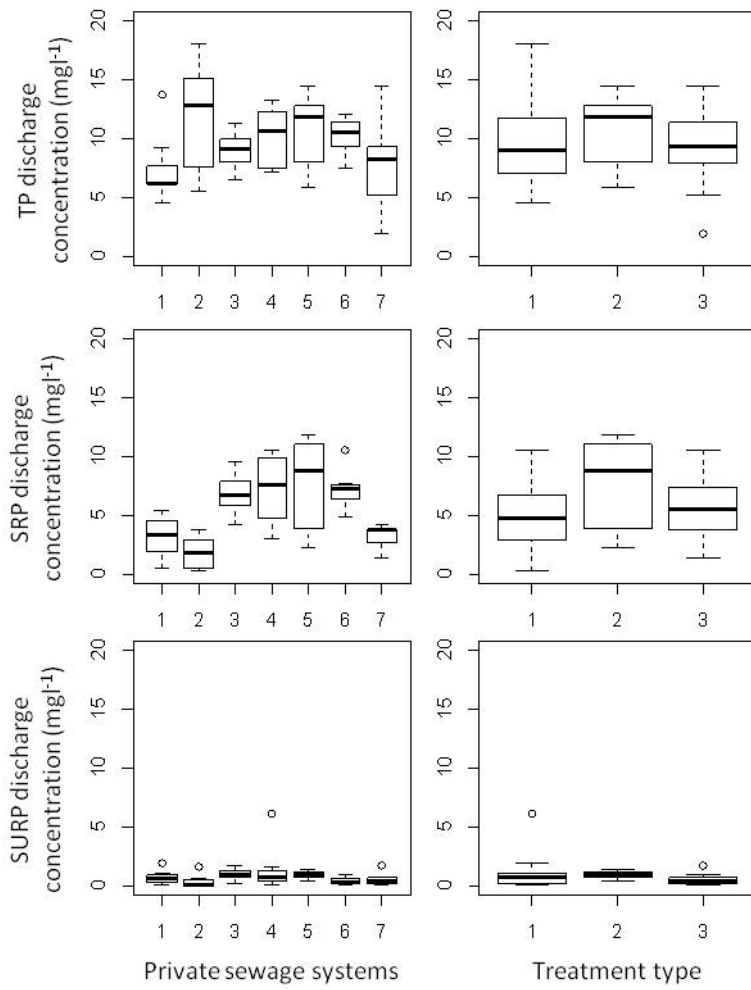 TP discharge
concentration (mgl⁻¹)
0 5 10 15 20
1 2 3 4 5 6 7
0 5 10 15 20
1 2 3
SRP discharge
concentration (mgl⁻¹)
0 5 10 15 20
1 2 3 4 5 6 7
0 5 10 15 20
1 2 3
SURP discharge
concentration (mgl⁻¹)
0 5 10 15 20
1 2 3 4 5 6 7
0 5 10 15 20
1 2 3
Private sewage systems
Treatment type